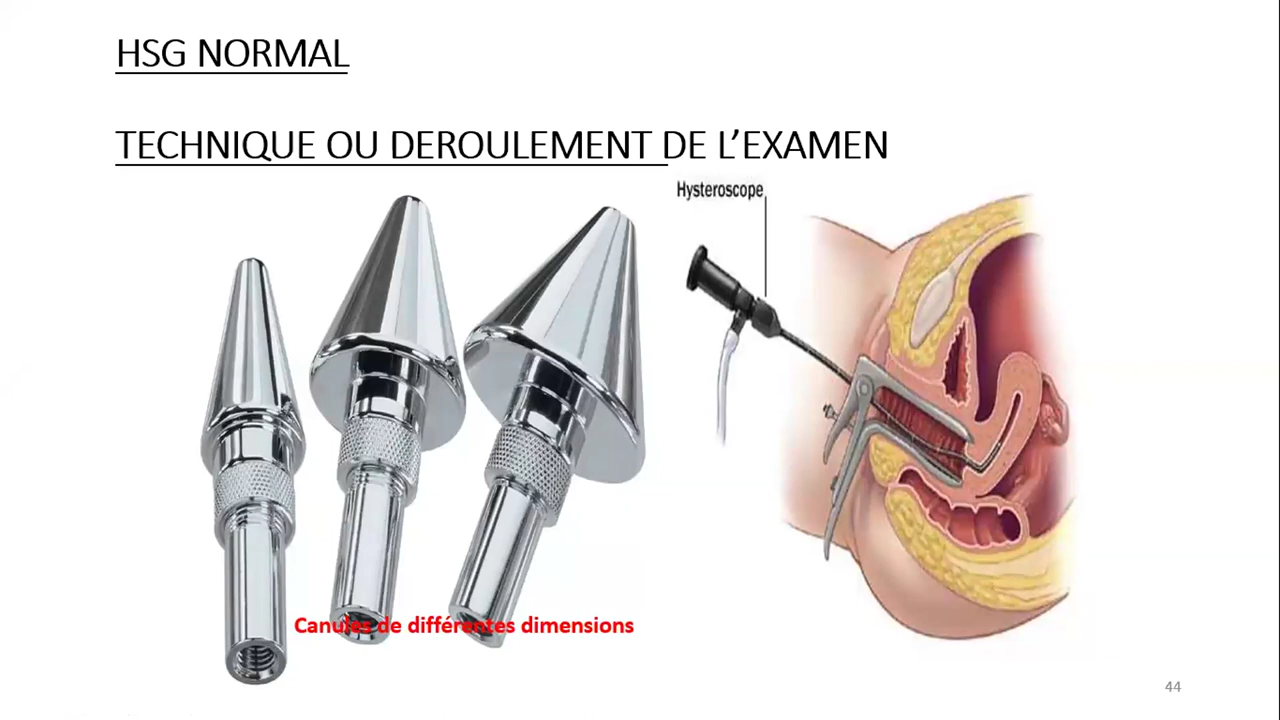 HSG NORMAL
TECHNIQUE OU DEROULEMENT DE L’EXAMEN
Hysteroscope
Canules de différentes dimensions
44